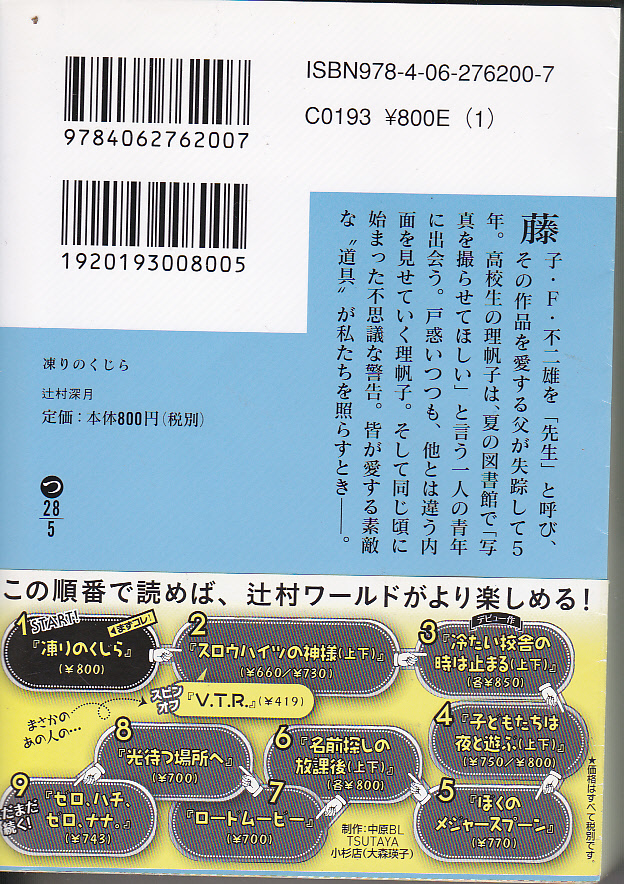 ISBN978-4-06-276200-7
C0193 ¥800E (1)
9784062762007
1920193008005
藤子・F・不二雄を「先生」と呼び、
その作品を愛する父が失踪して5
年。高校生の理帆子は、夏の図書館で「写
真を撮らせてほしい」と言う一人の青年
に出会う。戸惑いつつも、他とは違う内
面を見せていく理帆子。そして同じ頃に
始まった不思議な警告。皆が愛する素敵
な〝道具〟が私たちを照らすとき――。
凍りのくじら
辻村深月
定価:本体800円(税別)
つ
28
5
この順番で読めば、辻村ワールドがより楽しめる!
1 START!
まずコレ!
『凍りのくじら』
(¥800)
2
『スロウハイツの神様(上下)』
(¥660/¥730)
スピンオフ
『V.T.R.』(¥419)
まさかの
あの人の…
3
デビュー作
『冷たい校舎の
時は止まる(上下)』
(各¥850)
4
『子どもたちは
夜と遊ぶ(上下)』
(¥750/¥800)
5
『ぼくの
メジャースプーン』
(¥770)
6
『名前探しの
放課後(上下)』
(各¥800)
7
『ロードムービー』
(¥700)
8
『光待つ場所へ』
(¥700)
9
『ゼロ、ハチ、
ゼロ、ナナ。』
(¥743)
まだまだ
続く!
制作:中原BL
TSUTAYA
小杉店(大森瑛子)
★価格はすべて税別です。